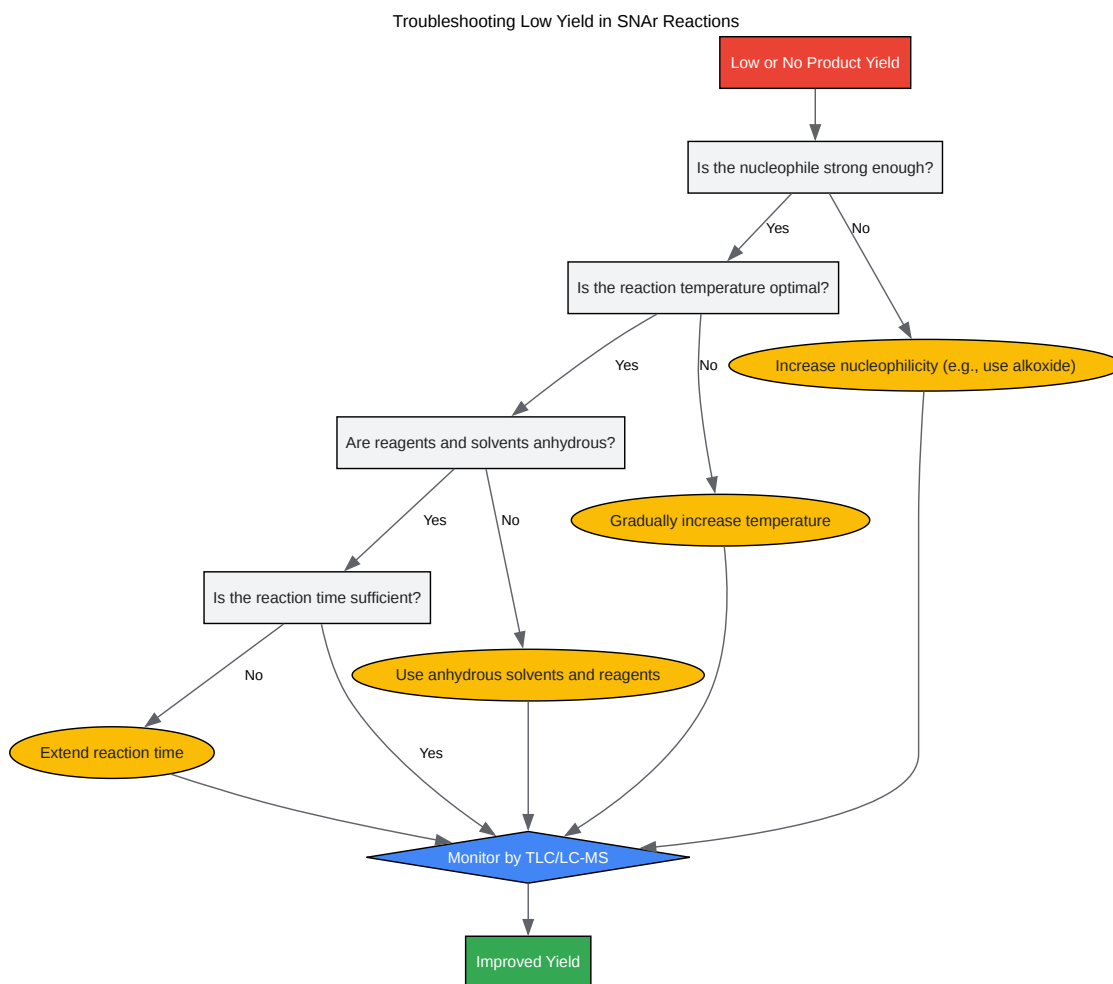 Troubleshooting Low Yield in SNAr Reactions
Low or No Product Yield
Is the nucleophile strong enough?
Yes
No
Is the reaction temperature optimal?
Increase nucleophilicity (e.g., use alkoxide)
Yes
No
Are reagents and solvents anhydrous?
Gradually increase temperature
Yes
No
Is the reaction time sufficient?
Use anhydrous solvents and reagents
No
Yes
Extend reaction time
Monitor by TLC/LC-MS
Improved Yield